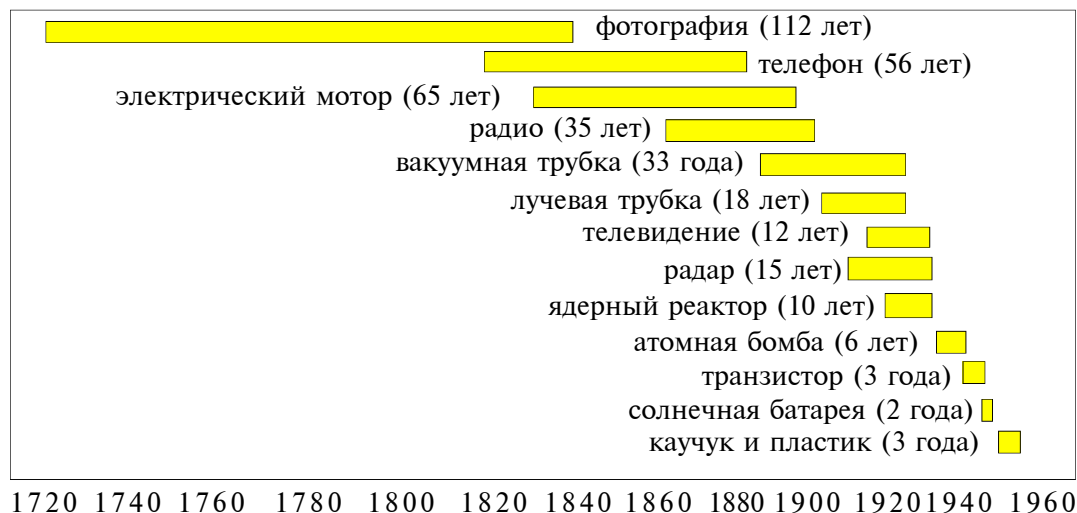 фотография (112 лет)
телефон (56 лет)
электрический мотор (65 лет)
радио (35 лет)
вакуумная трубка (33 года)
лучевая трубка (18 лет)
телевидение (12 лет)
радар (15 лет)
ядерный реактор (10 лет)
атомная бомба (6 лет)
транзистор (3 года)
солнечная батарея (2 года)
каучук и пластик (3 года)
1720 1740 1760 1780 1800 1820 1840 1860 1880 1900 1920 1940 1960